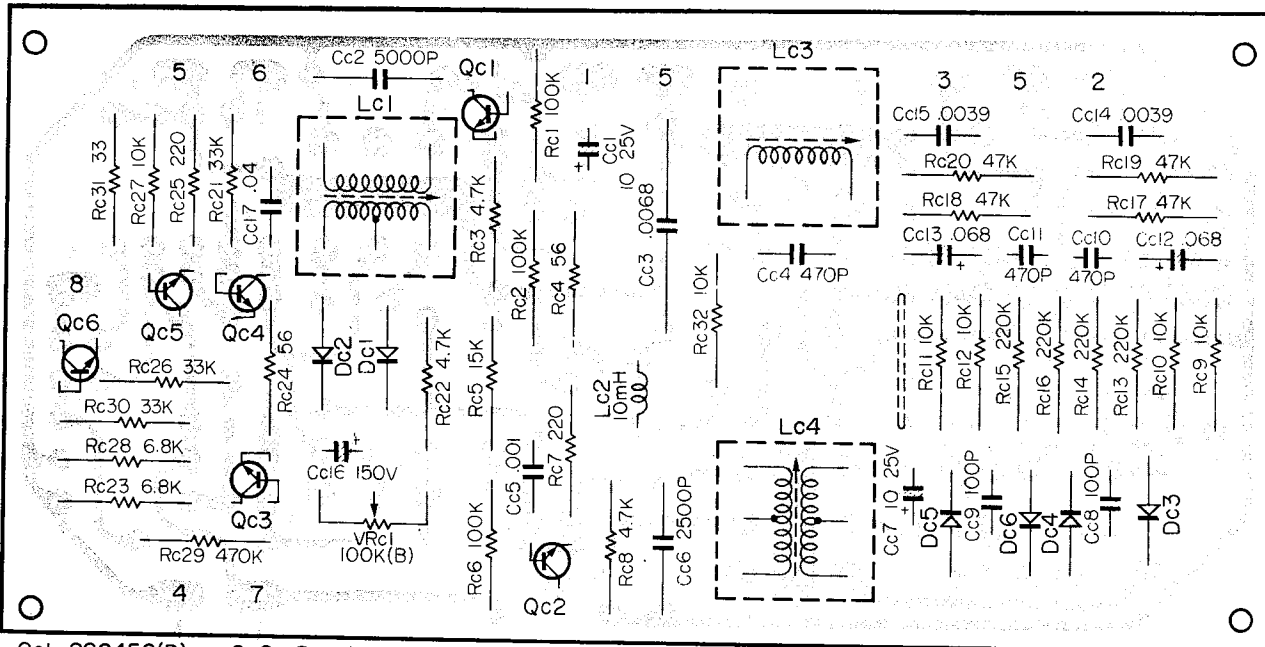 Cc2 5000P
Qc1
Lc3
5
6
1
5
3
5
2
Lc1
Rc1 100K
Cc1
10 25V
Cc15 .0039
Cc14 .0039
Rc31 33
Rc27 10K
Rc25 220
Rc21 33K
Cc17 .04
Rc3 4.7K
Rc2 100K
Rc4 56
Cc3 .0068
Rc20 47K
Rc19 47K
Rc18 47K
Rc17 47K
Cc4 470P
Cc13 .068
+
Cc11
470P
Cc10
470P
Cc12 .068
+
8
Qc6
Qc5
Qc4
Rc24 56
Dc2
Dc1
Rc22 4.7K
Rc5 15K
Rc32 10K
Rc11 10K
Rc12 10K
Rc15 220K
Rc16 220K
Rc14 220K
Rc13 220K
Rc10 10K
Rc9 10K
Rc26 33K
Rc30 33K
Rc28 6.8K
Rc23 6.8K
Rc29 470K
Lc2
10mH
Lc4
Cc16 150V
+
Cc5 .001
Rc7 220
Qc3
VRc1
100K(B)
Rc6 100K
Qc2
Rc8 4.7K
Cc6 2500P
Cc7 10 25V
+
Dc5
Cc9 100P
Dc6
Dc4
Cc8 100P
Dc3
4
7